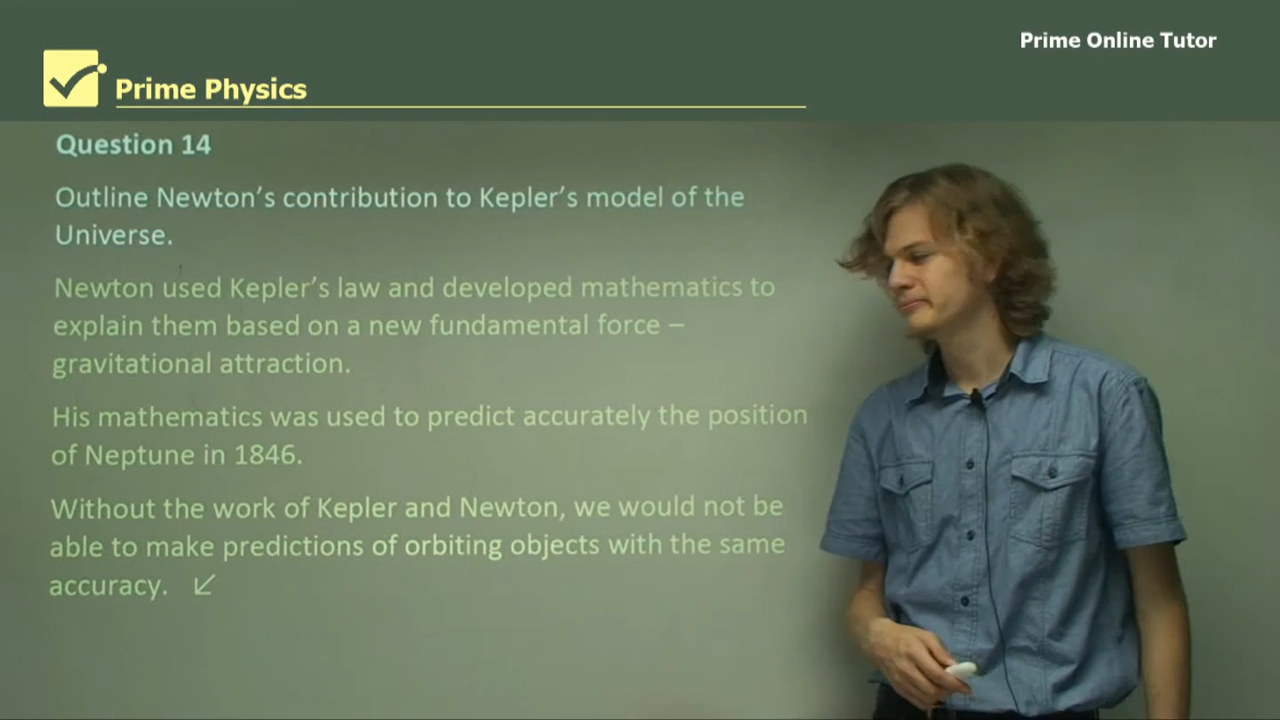 Prime Online Tutor
Prime Physics
Question 14
Outline Newton's contribution to Kepler's model of the
Universe.
Newton used Kepler's law and developed mathematics to
explain them based on a new fundamental force –
gravitational attraction.
His mathematics was used to predict accurately the position
of Neptune in 1846.
Without the work of Kepler and Newton, we would not be
able to make predictions of orbiting objects with the same
accuracy.